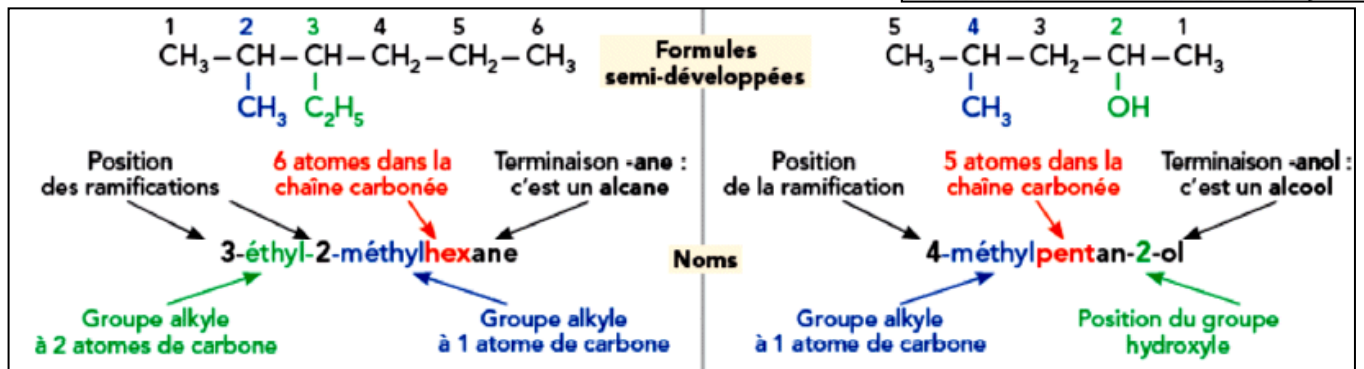 1 2 3 4 5 6
CH₃ – CH – CH – CH₂ – CH₂ – CH₃
CH₃ C₂H₅
Position
des ramifications
6 atomes dans la
chaîne carbonée
Terminaison -ane :
c'est un alcane
3-éthyl-2-méthylhexane
Groupe alkyle
à 2 atomes de carbone
Groupe alkyle
à 1 atome de carbone
Formules
semi-développées
Noms
5 4 3 2 1
CH₃ – CH – CH₂ – CH – CH₃
CH₃ OH
Position
de la ramification
5 atomes dans la
chaîne carbonée
Terminaison -anol :
c'est un alcool
4-méthylpentan-2-ol
Groupe alkyle
à 1 atome de carbone
Position du groupe
hydroxyle